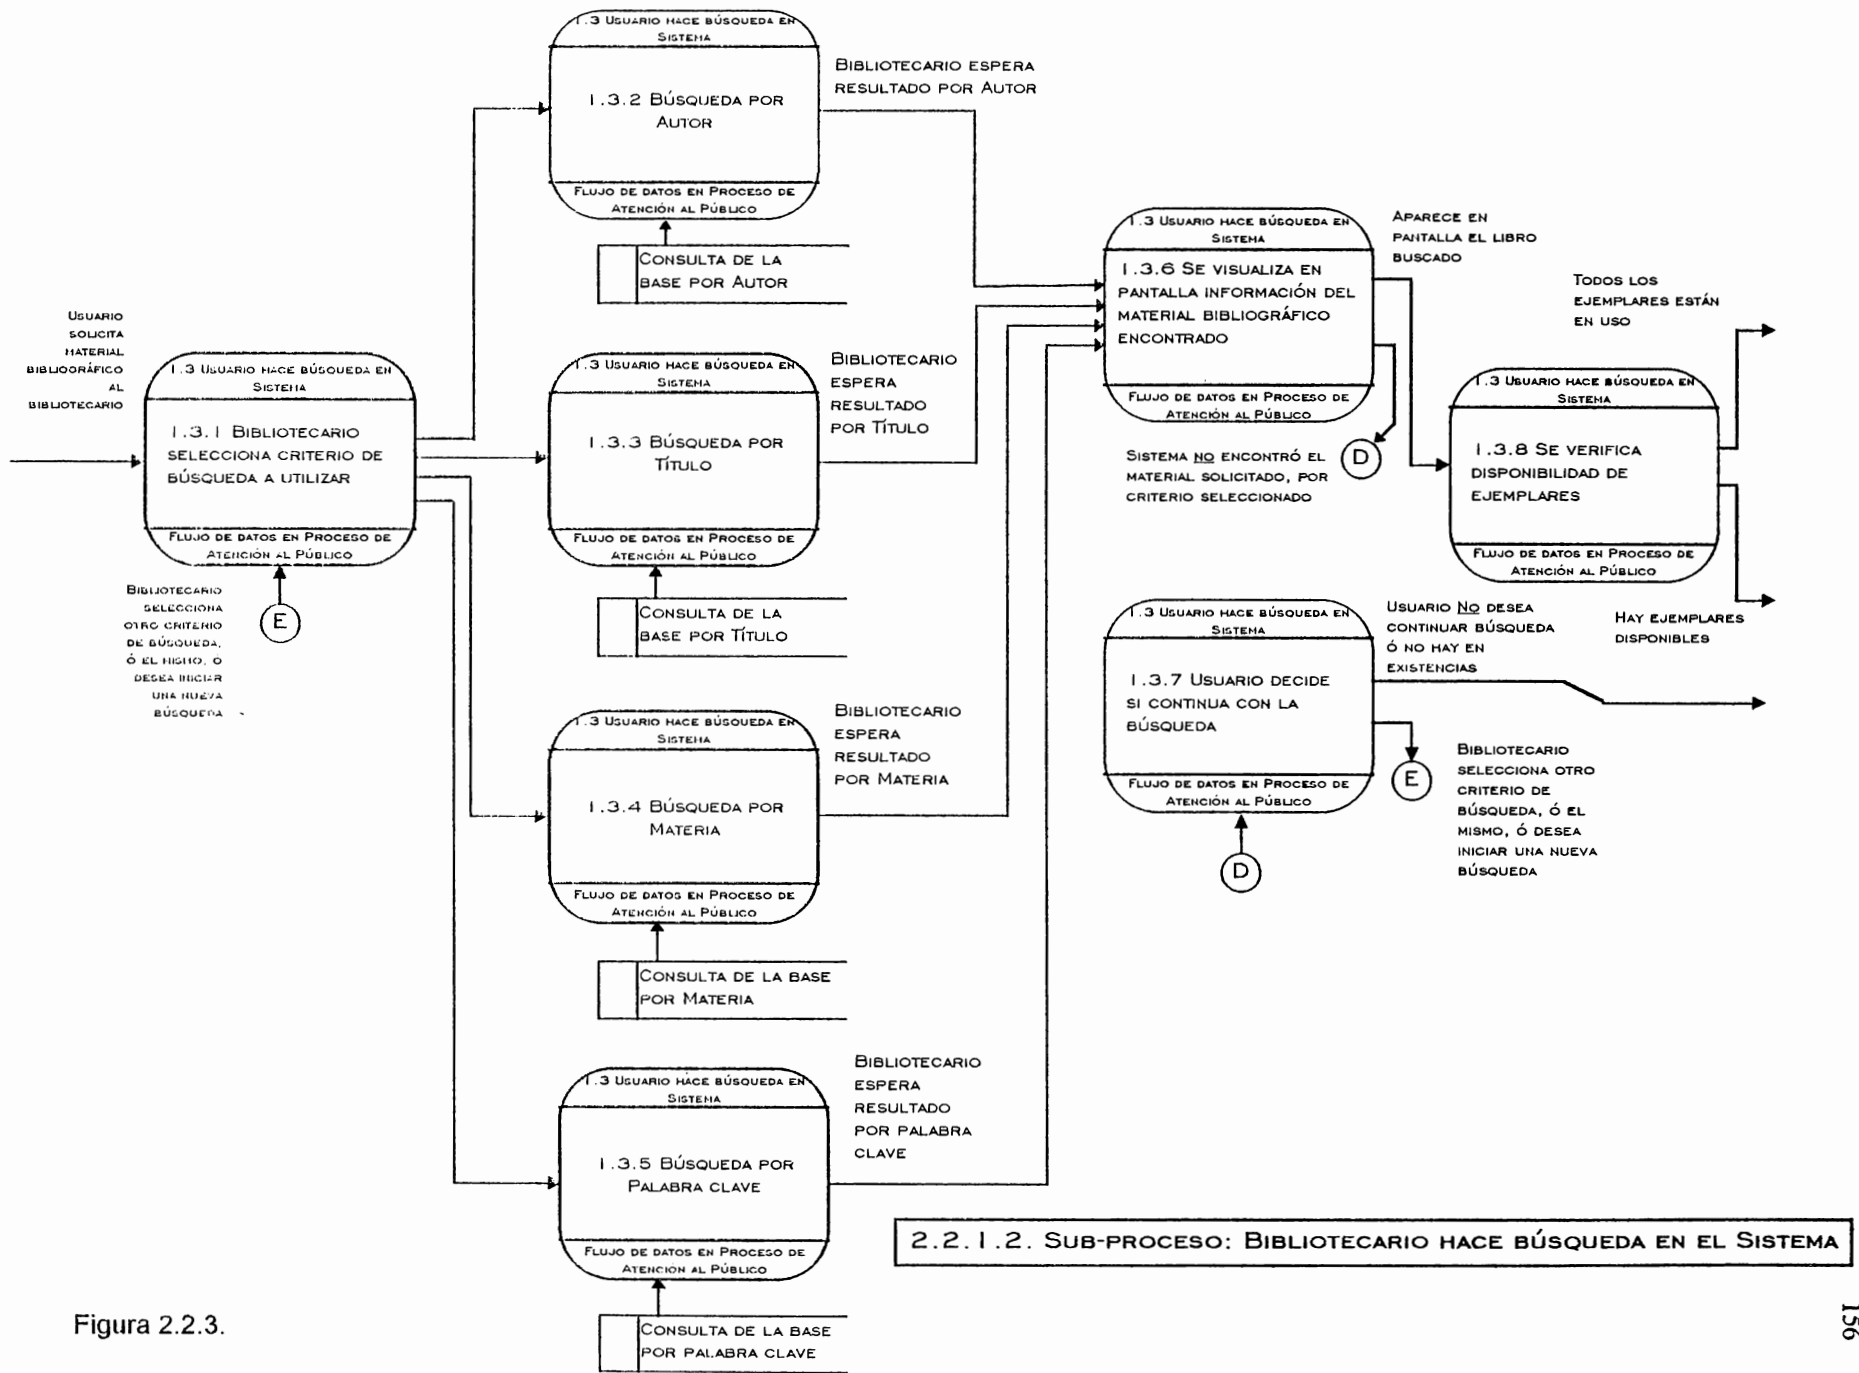 Usuario
solicita
material
bibliográfico
al
bibliotecario
1.3 Usuario hace búsqueda en
Sistema
1.3.1 Bibliotecario
selecciona criterio de
búsqueda a utilizar
Flujo de datos en Proceso de
Atención al Público
Bibliotecario
selecciona
otro criterio
de búsqueda,
ó el mismo, ó
desea iniciar
una nueva
búsqueda
E
1.3 Usuario hace búsqueda en
Sistema
1.3.2 Búsqueda por
Autor
Flujo de datos en Proceso de
Atención al Público
Consulta de la
base por Autor
Bibliotecario espera
resultado por Autor
1.3 Usuario hace búsqueda en
Sistema
1.3.3 Búsqueda por
Título
Flujo de datos en Proceso de
Atención al Público
Consulta de la
base por Título
Bibliotecario
espera
resultado
por Título
1.3 Usuario hace búsqueda en
Sistema
1.3.4 Búsqueda por
Materia
Flujo de datos en Proceso de
Atención al Público
Consulta de la base
por Materia
Bibliotecario
espera
resultado
por Materia
1.3 Usuario hace búsqueda en
Sistema
1.3.5 Búsqueda por
Palabra clave
Flujo de datos en Proceso de
Atención al Público
Consulta de la base
por palabra clave
Bibliotecario
espera
resultado
por palabra
clave
1.3 Usuario hace búsqueda en
Sistema
1.3.6 Se visualiza en
pantalla información del
material bibliográfico
encontrado
Flujo de datos en Proceso de
Atención al Público
Aparece en
pantalla el libro
buscado
Sistema no encontró el
material solicitado, por
criterio seleccionado
D
Todos los
ejemplares están
en uso
1.3 Usuario hace búsqueda en
Sistema
1.3.8 Se verifica
disponibilidad de
ejemplares
Flujo de datos en Proceso de
Atención al Público
Hay ejemplares
disponibles
1.3 Usuario hace búsqueda en
Sistema
1.3.7 Usuario decide
si continua con la
búsqueda
Flujo de datos en Proceso de
Atención al Público
D
Usuario No desea
continuar búsqueda
ó no hay en
existencias
E
Bibliotecario
selecciona otro
criterio de
búsqueda, ó el
mismo, ó desea
iniciar una nueva
búsqueda
2.2.1.2. Sub-proceso: Bibliotecario hace búsqueda en el Sistema
Figura 2.2.3.
156